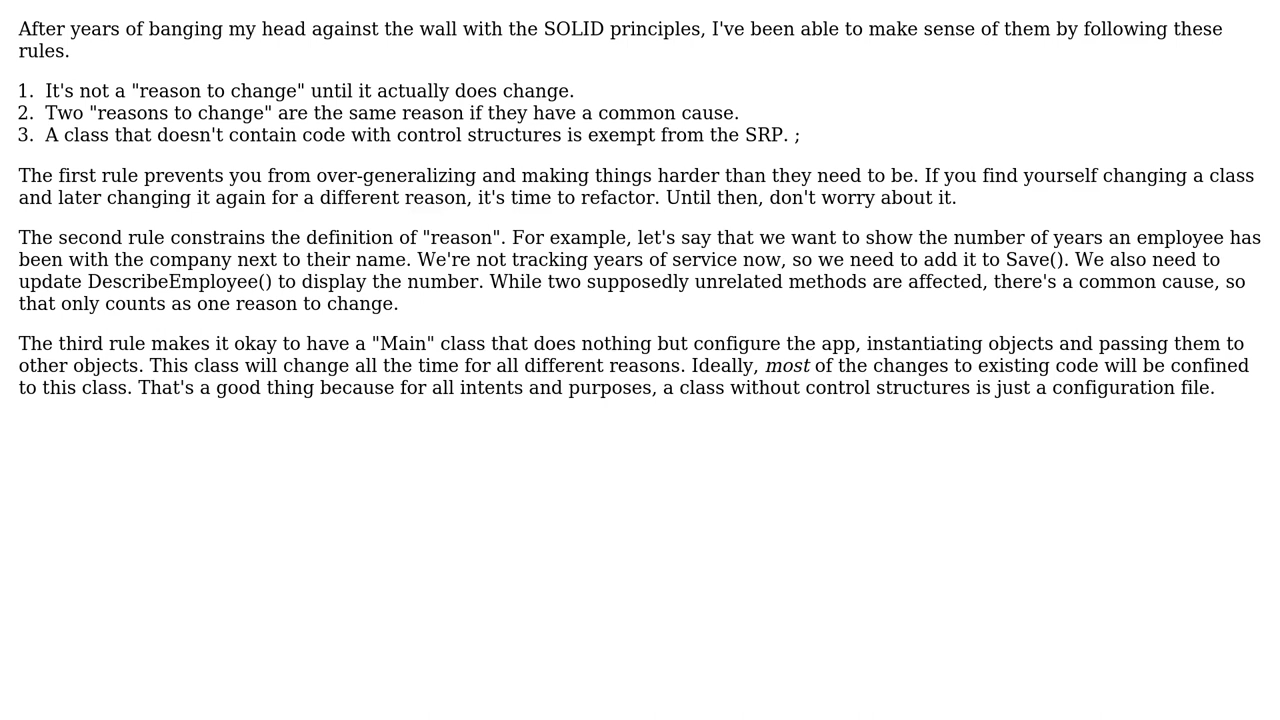 After years of banging my head against the wall with the SOLID principles, I've been able to make sense of them by following these
rules.
1. It's not a "reason to change" until it actually does change.
2. Two "reasons to change" are the same reason if they have a common cause.
3. A class that doesn't contain code with control structures is exempt from the SRP. ;
The first rule prevents you from over-generalizing and making things harder than they need to be. If you find yourself changing a class
and later changing it again for a different reason, it's time to refactor. Until then, don't worry about it.
The second rule constrains the definition of "reason". For example, let's say that we want to show the number of years an employee has
been with the company next to their name. We're not tracking years of service now, so we need to add it to Save(). We also need to
update DescribeEmployee() to display the number. While two supposedly unrelated methods are affected, there's a common cause, so
that only counts as one reason to change.
The third rule makes it okay to have a "Main" class that does nothing but configure the app, instantiating objects and passing them to
other objects. This class will change all the time for all different reasons. Ideally, most of the changes to existing code will be confined
to this class. That's a good thing because for all intents and purposes, a class without control structures is just a configuration file.